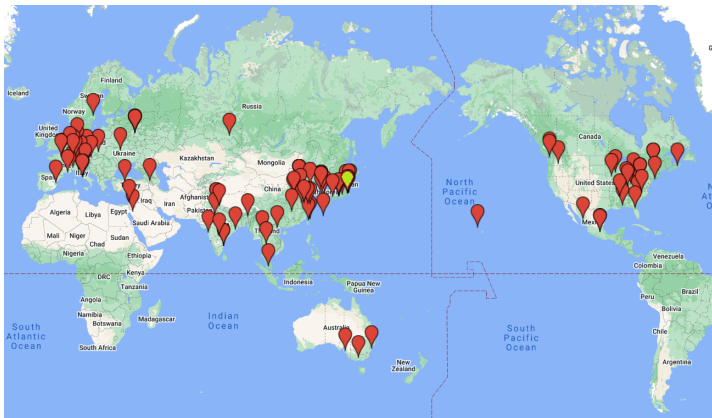 Iceland
Finland
Norway
Russia
United
Kingdom
Ukraine
Kazakhstan
Mongolia
Spain
Italy
Iraq
Iran
Afghanistan
Pakistan
China
Algeria
Libya
Egypt
Saudi Arabia
Mali
Niger
Chad
Sudan
Nigeria
Ethiopia
Thailand
DRC
Kenya
Tanzania
Indonesia
Papua New
Guinea
Angola
Namibia
Botswana
Madagascar
South Africa
South
Atlantic
Ocean
Indian
Ocean
Australia
New
Zealand
North
Pacific
Ocean
South
Pacific
Ocean
Canada
United States
Mexico
Venezuela
Colombia
Peru
Brazil
Bolivia
Chile
Argentina